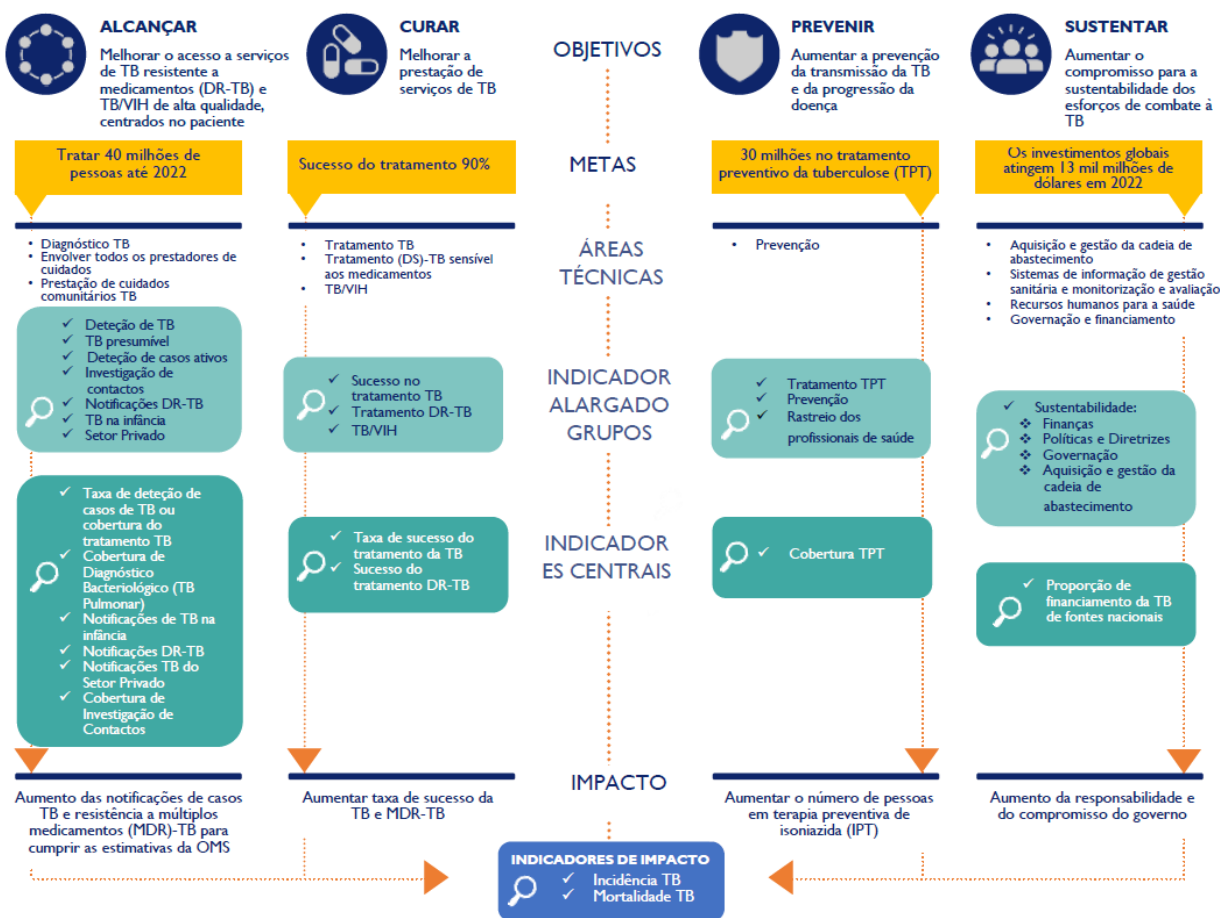 ALCANÇAR
Melhorar o acesso a serviços
de TB resistente a
medicamentos (DR-TB) e
TB/VIH de alta qualidade,
centrados no paciente
CURAR
Melhorar a
prestação de
serviços de TB
OBJETIVOS
PREVENIR
Aumentar a prevenção
da transmissão da TB
e da progressão da
doença
SUSTENTAR
Aumentar o
compromisso para a
sustentabilidade dos
esforços de combate à
TB
Tratar 40 milhões de
pessoas até 2022
Sucesso do tratamento 90%
METAS
30 milhões no tratamento
preventivo da tuberculose (TPT)
Os investimentos globais
atingem 13 mil milhões de
dólares em 2022
• Diagnóstico TB
• Envolver todos os prestadores de
cuidados
• Prestação de cuidados
comunitários TB
• Tratamento TB
• Tratamento (DS)-TB sensível
aos medicamentos
• TB/VIH
ÁREAS
TÉCNICAS
• Prevenção
• Aquisição e gestão da cadeia de
abastecimento
• Sistemas de informação de gestão
sanitária e monitorização e avaliação
• Recursos humanos para a saúde
• Governação e financiamento
✓ Deteção de TB
✓ TB presumível
✓ Deteção de casos ativos
✓ Investigação de
contactos
✓ Notificações DR-TB
✓ TB na infância
✓ Setor Privado
✓ Sucesso no
tratamento TB
✓ Tratamento DR-TB
✓ TB/VIH
INDICADOR
ALARGADO
GRUPOS
✓ Tratamento TPT
✓ Prevenção
✓ Rastreio dos
profissionais de saúde
✓ Sustentabilidade:
❖ Finanças
❖ Políticas e Diretrizes
❖ Governação
❖ Aquisição e gestão da
cadeia de
abastecimento
✓ Taxa de deteção de
casos de TB ou
cobertura do
tratamento TB
✓ Cobertura de
Diagnóstico
Bacteriológico (TB
Pulmonar)
✓ Notificações de TB na
infância
✓ Notificações DR-TB
✓ Notificações TB do
Setor Privado
✓ Cobertura de
Investigação de
Contactos
✓ Taxa de sucesso do
tratamento da TB
✓ Sucesso do
tratamento DR-TB
INDICADOR
ES CENTRAIS
✓ Cobertura TPT
✓ Proporção de
financiamento da TB
de fontes nacionais
IMPACTO
Aumento das notificações de casos
TB e resistência a múltiplos
medicamentos (MDR)-TB para
cumprir as estimativas da OMS
Aumentar taxa de sucesso da
TB e MDR-TB
Aumentar o número de pessoas
em terapia preventiva de
isoniazida (IPT)
Aumento da responsabilidade e
do compromisso do governo
INDICADORES DE IMPACTO
✓ Incidência TB
✓ Mortalidade TB